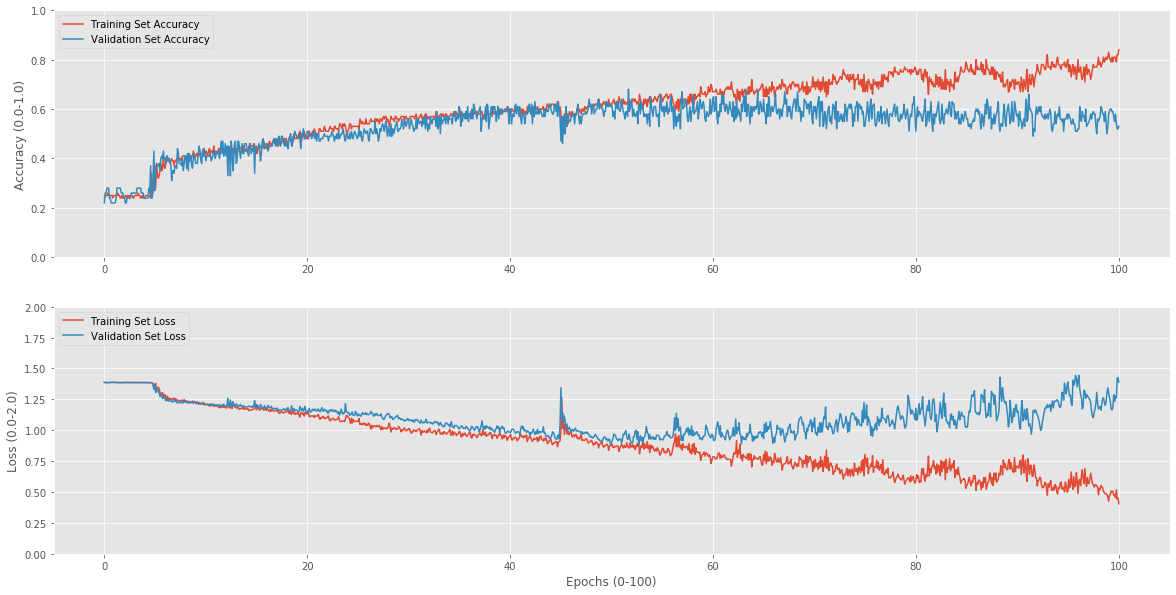 Training Set Accuracy
Validation Set Accuracy
Accuracy (0.0-1.0)
1.0
0.8
0.6
0.4
0.2
0.0
0 20 40 60 80 100
Training Set Loss
Validation Set Loss
Loss (0.0-2.0)
2.00
1.75
1.50
1.25
1.00
0.75
0.50
0.25
0.00
0 20 40 60 80 100
Epochs (0-100)